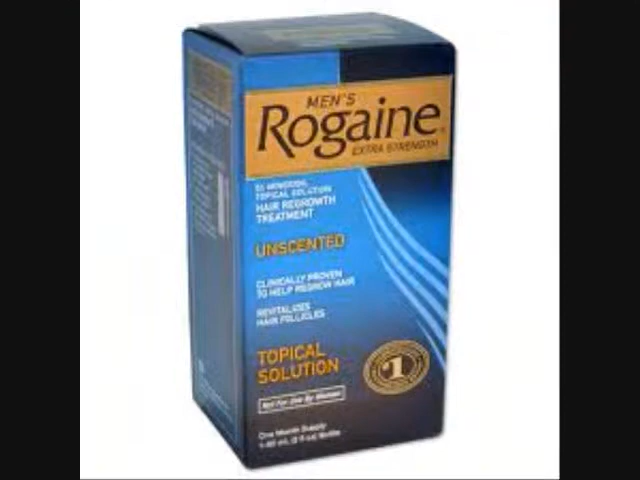 MEN'S
Rogaine®
EXTRA STRENGTH
5% MINOXIDIL
TOPICAL SOLUTION
HAIR REGROWTH
TREATMENT
UNSCENTED
CLINICALLY PROVEN
TO HELP REGROW HAIR
REVITALIZES
HAIR FOLLICLES
TOPICAL
SOLUTION
#1
Not For Use By Women
One Month Supply